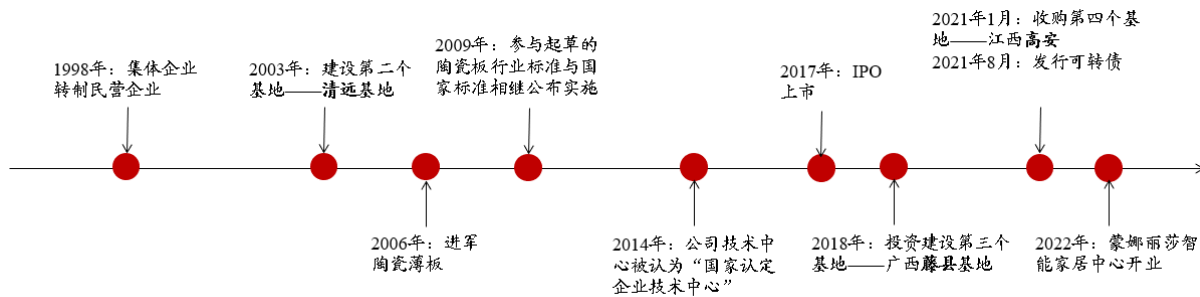 1998年：集体企业
转制民营企业
2003年：建设第二个
基地——清远基地
2006年：进军
陶瓷薄板
2009年：参与起草的
陶瓷板行业标准与国
家标准相继公布实施
2014年：公司技术中
心被认为“国家认定
企业技术中心”
2017年：IPO
上市
2018年：投资建设第三个
基地——广西藤县基地
2021年1月：收购第四个基
地——江西高安
2021年8月：发行可转债
2022年：蒙娜丽莎智
能家居中心开业